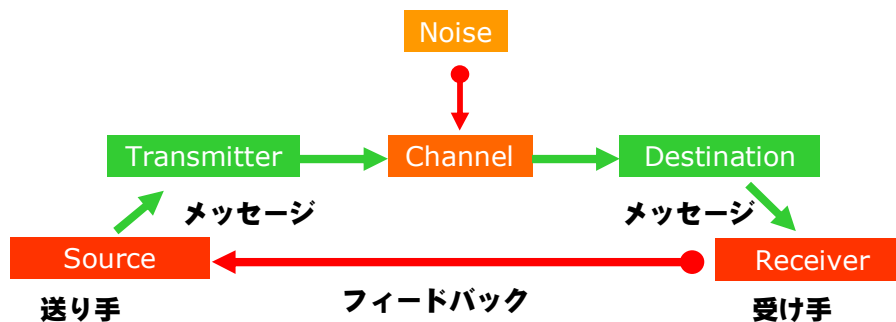 Noise
Transmitter
Channel
Destination
メッセージ
メッセージ
Source
Receiver
送り手
フィードバック
受け手